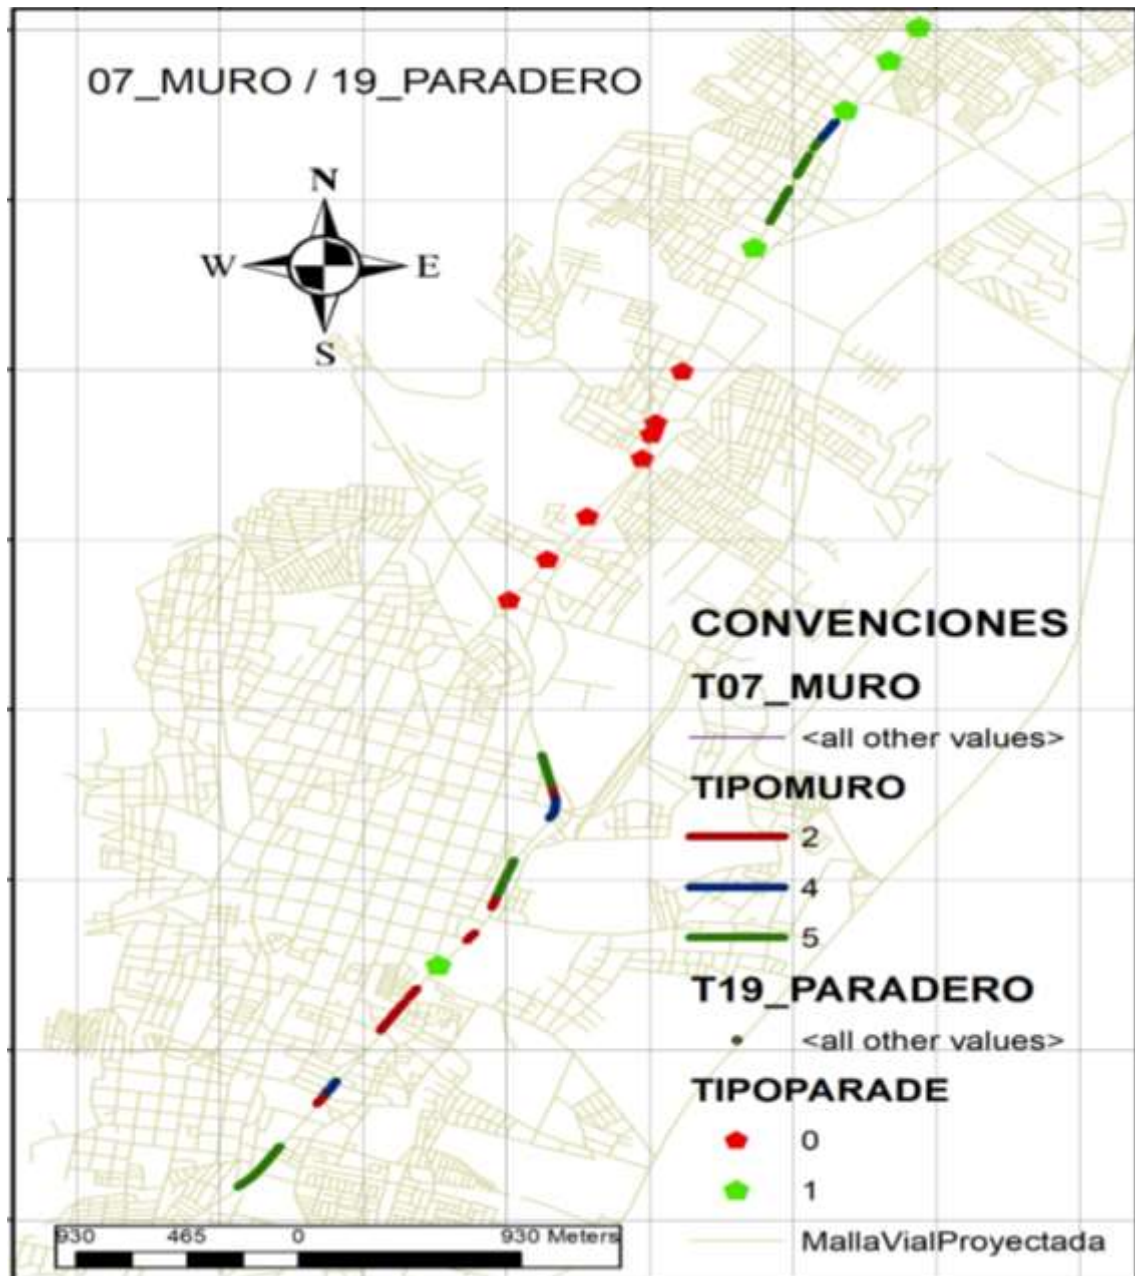 07_MURO / 19_PARADERO
N
W E
S
CONVENCIONES
T07_MURO
<all other values>
TIPOMURO
2
4
5
T19_PARADERO
<all other values>
TIPOPARADE
0
1
MallaVialProyectada
930 465 0 930 Meters